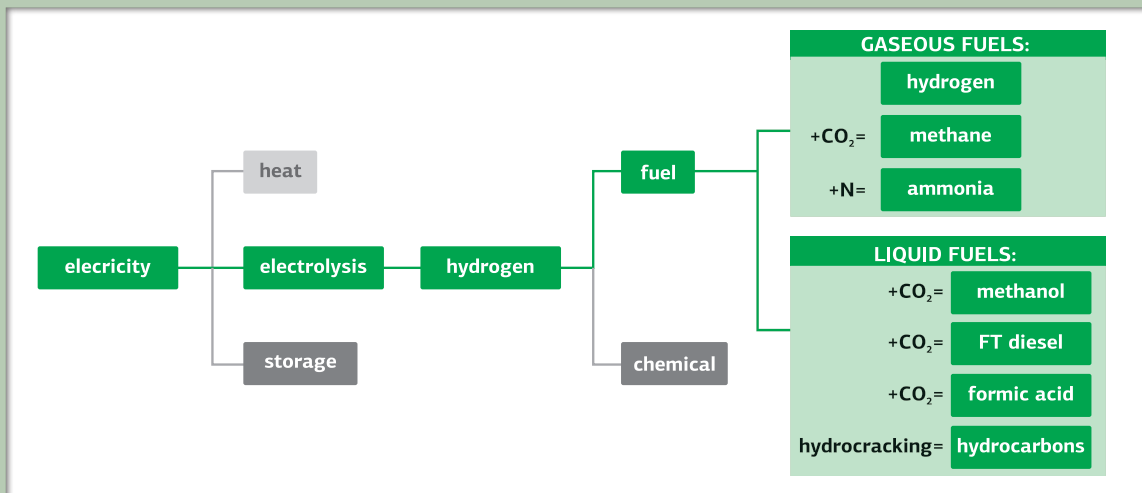 elecricity
heat
electrolysis
storage
hydrogen
fuel
chemical
GASEOUS FUELS:
hydrogen
+CO₂= methane
+N= ammonia
LIQUID FUELS:
+CO₂= methanol
+CO₂= FT diesel
+CO₂= formic acid
hydrocracking= hydrocarbons